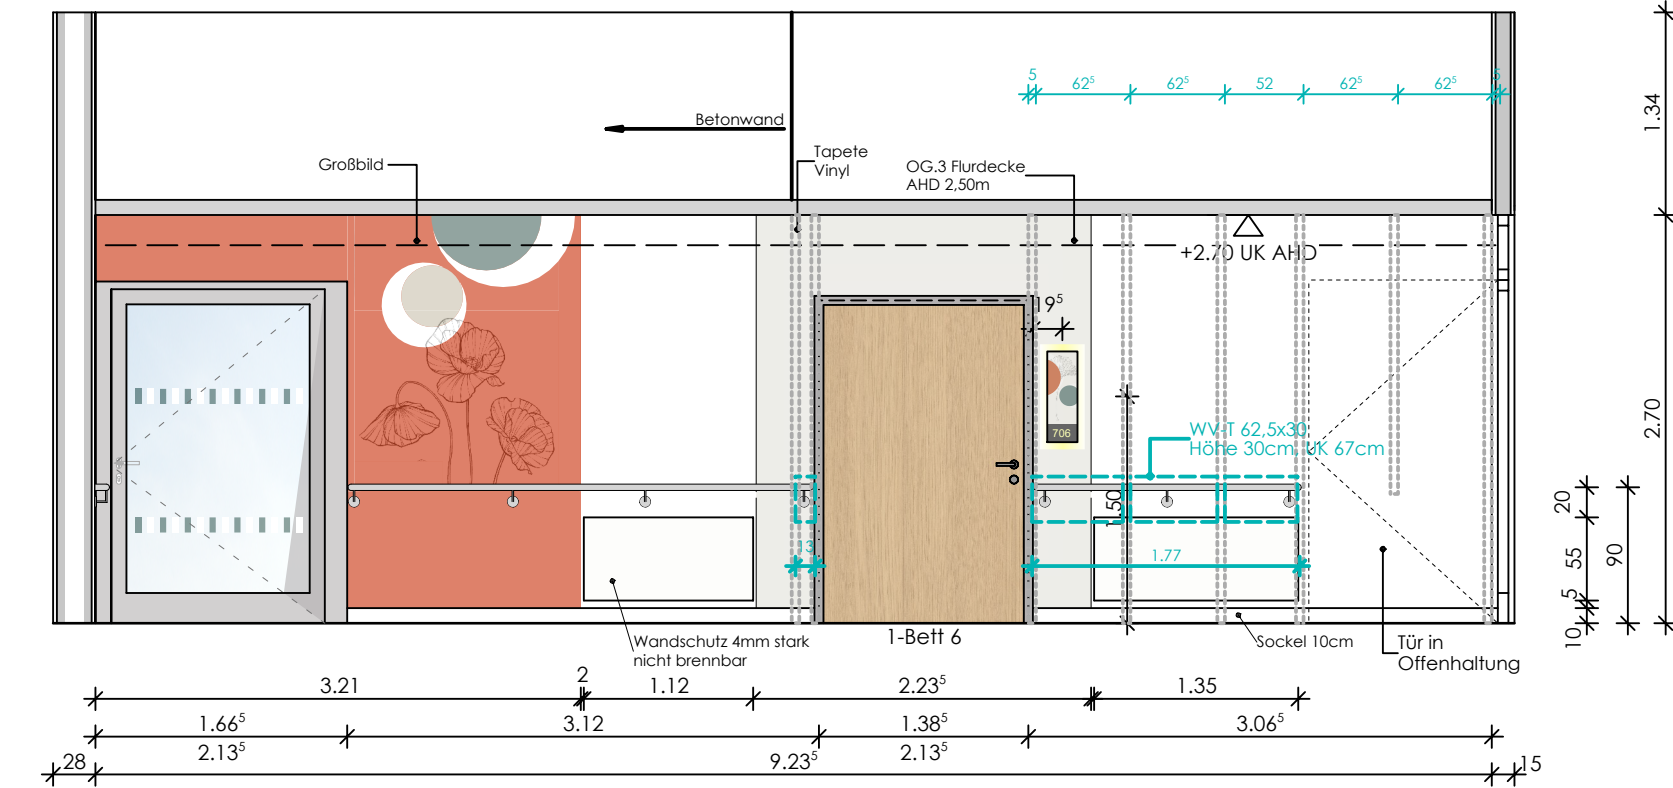 5 62⁵ 62⁵ 52 62⁵ 62⁵ 5
1.34
Betonwand
Großbild
Tapete
Vinyl
OG.3 Flurdecke
AHD 2,50m
+2.70 UK AHD
19⁵
2.70
706
WV-T 62,5x30
Höhe 30cm, UK 67cm
1.50
20
55
90
5
10
13
1.77
Wandschutz 4mm stark
nicht brennbar
1-Bett 6
Sockel 10cm
Tür in
Offenhaltung
3.21 2 1.12 2.23⁵ 1.35
1.66⁵ 3.12 1.38⁵ 3.06⁵
2.13⁵ 2.13⁵
28 9.23⁵ 15